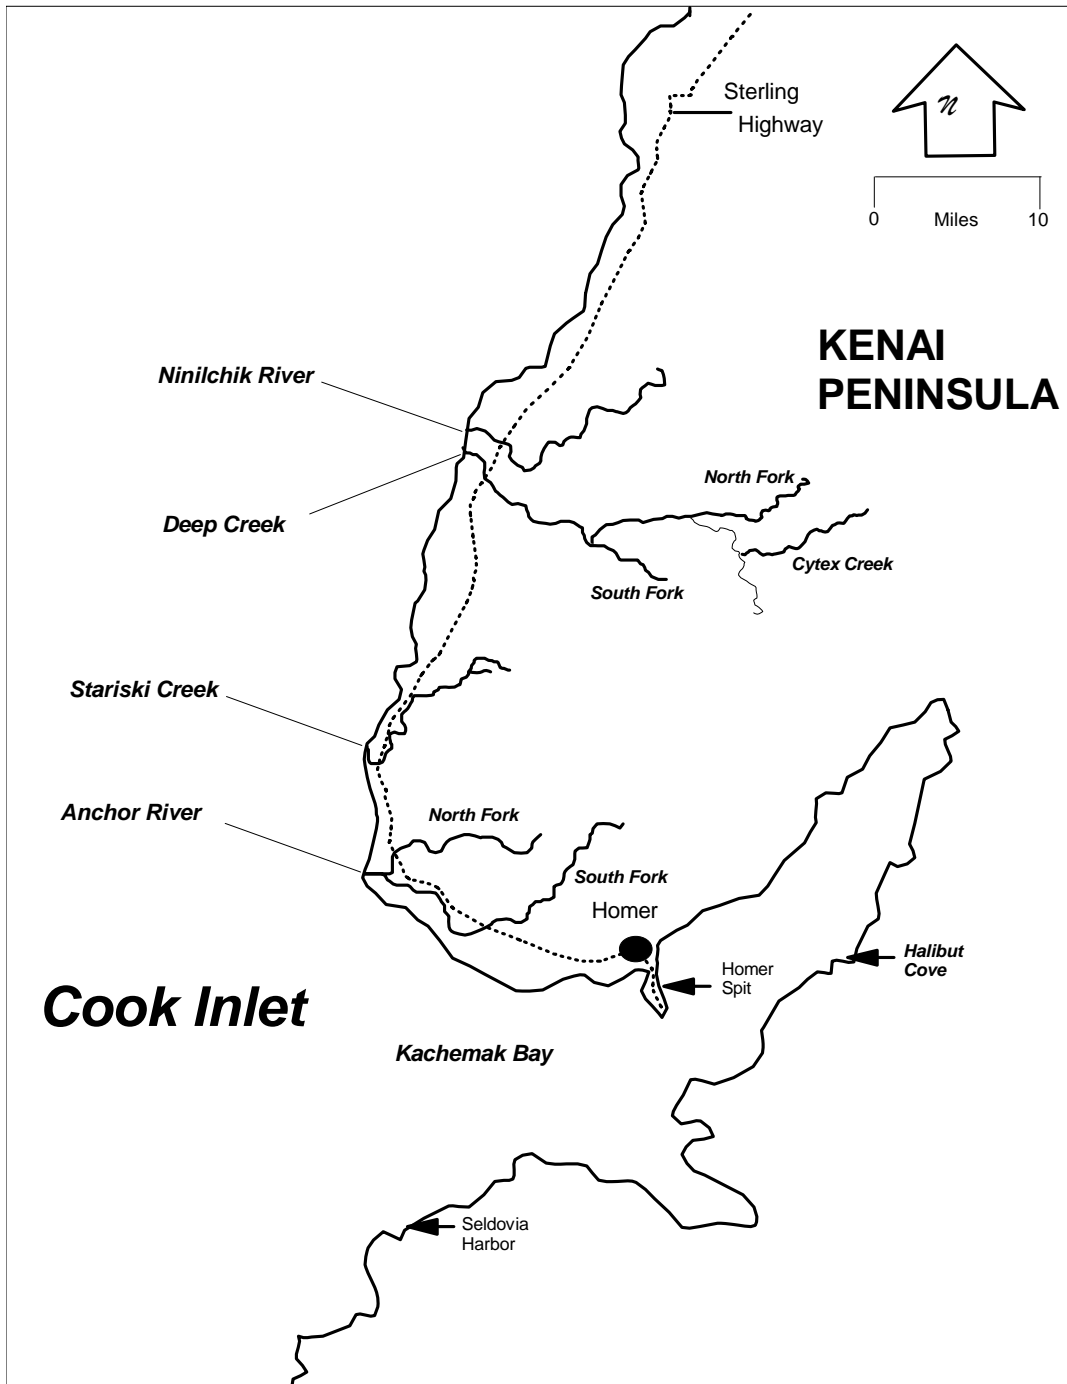 Sterling
Highway
N
0 Miles 10
KENAI
PENINSULA
Ninilchik River
North Fork
Deep Creek
Cytex Creek
South Fork
Stariski Creek
Anchor River
North Fork
South Fork
Homer
Halibut
Cove
Homer
Spit
Cook Inlet
Kachemak Bay
Seldovia
Harbor